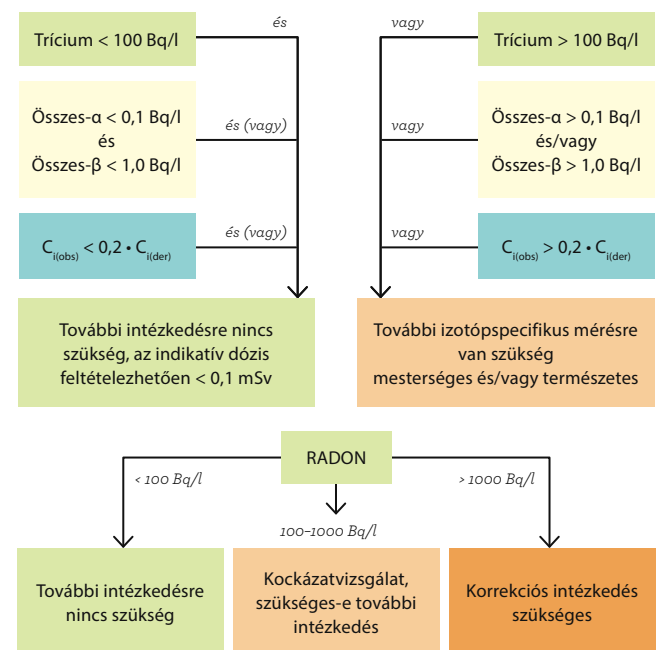 és
vagy
Trícium < 100 Bq/l
Trícium > 100 Bq/l
Összes-α < 0,1 Bq/l
és
Összes-β < 1,0 Bq/l
és (vagy)
vagy
Összes-α > 0,1 Bq/l
és/vagy
Összes-β > 1,0 Bq/l
C i(obs) < 0,2 • C i(der)
és (vagy)
vagy
C i(obs) > 0,2 • C i(der)
További intézkedésre nincs
szükség, az indikatív dózis
feltételezhetően < 0,1 mSv
További izotópspecifikus mérésre
van szükség
mesterséges és/vagy természetes
RADON
< 100 Bq/l
> 1000 Bq/l
100–1000 Bq/l
További intézkedésre
nincs szükség
Kockázatvizsgálat,
szükséges-e további
intézkedés
Korrekciós intézkedés
szükséges